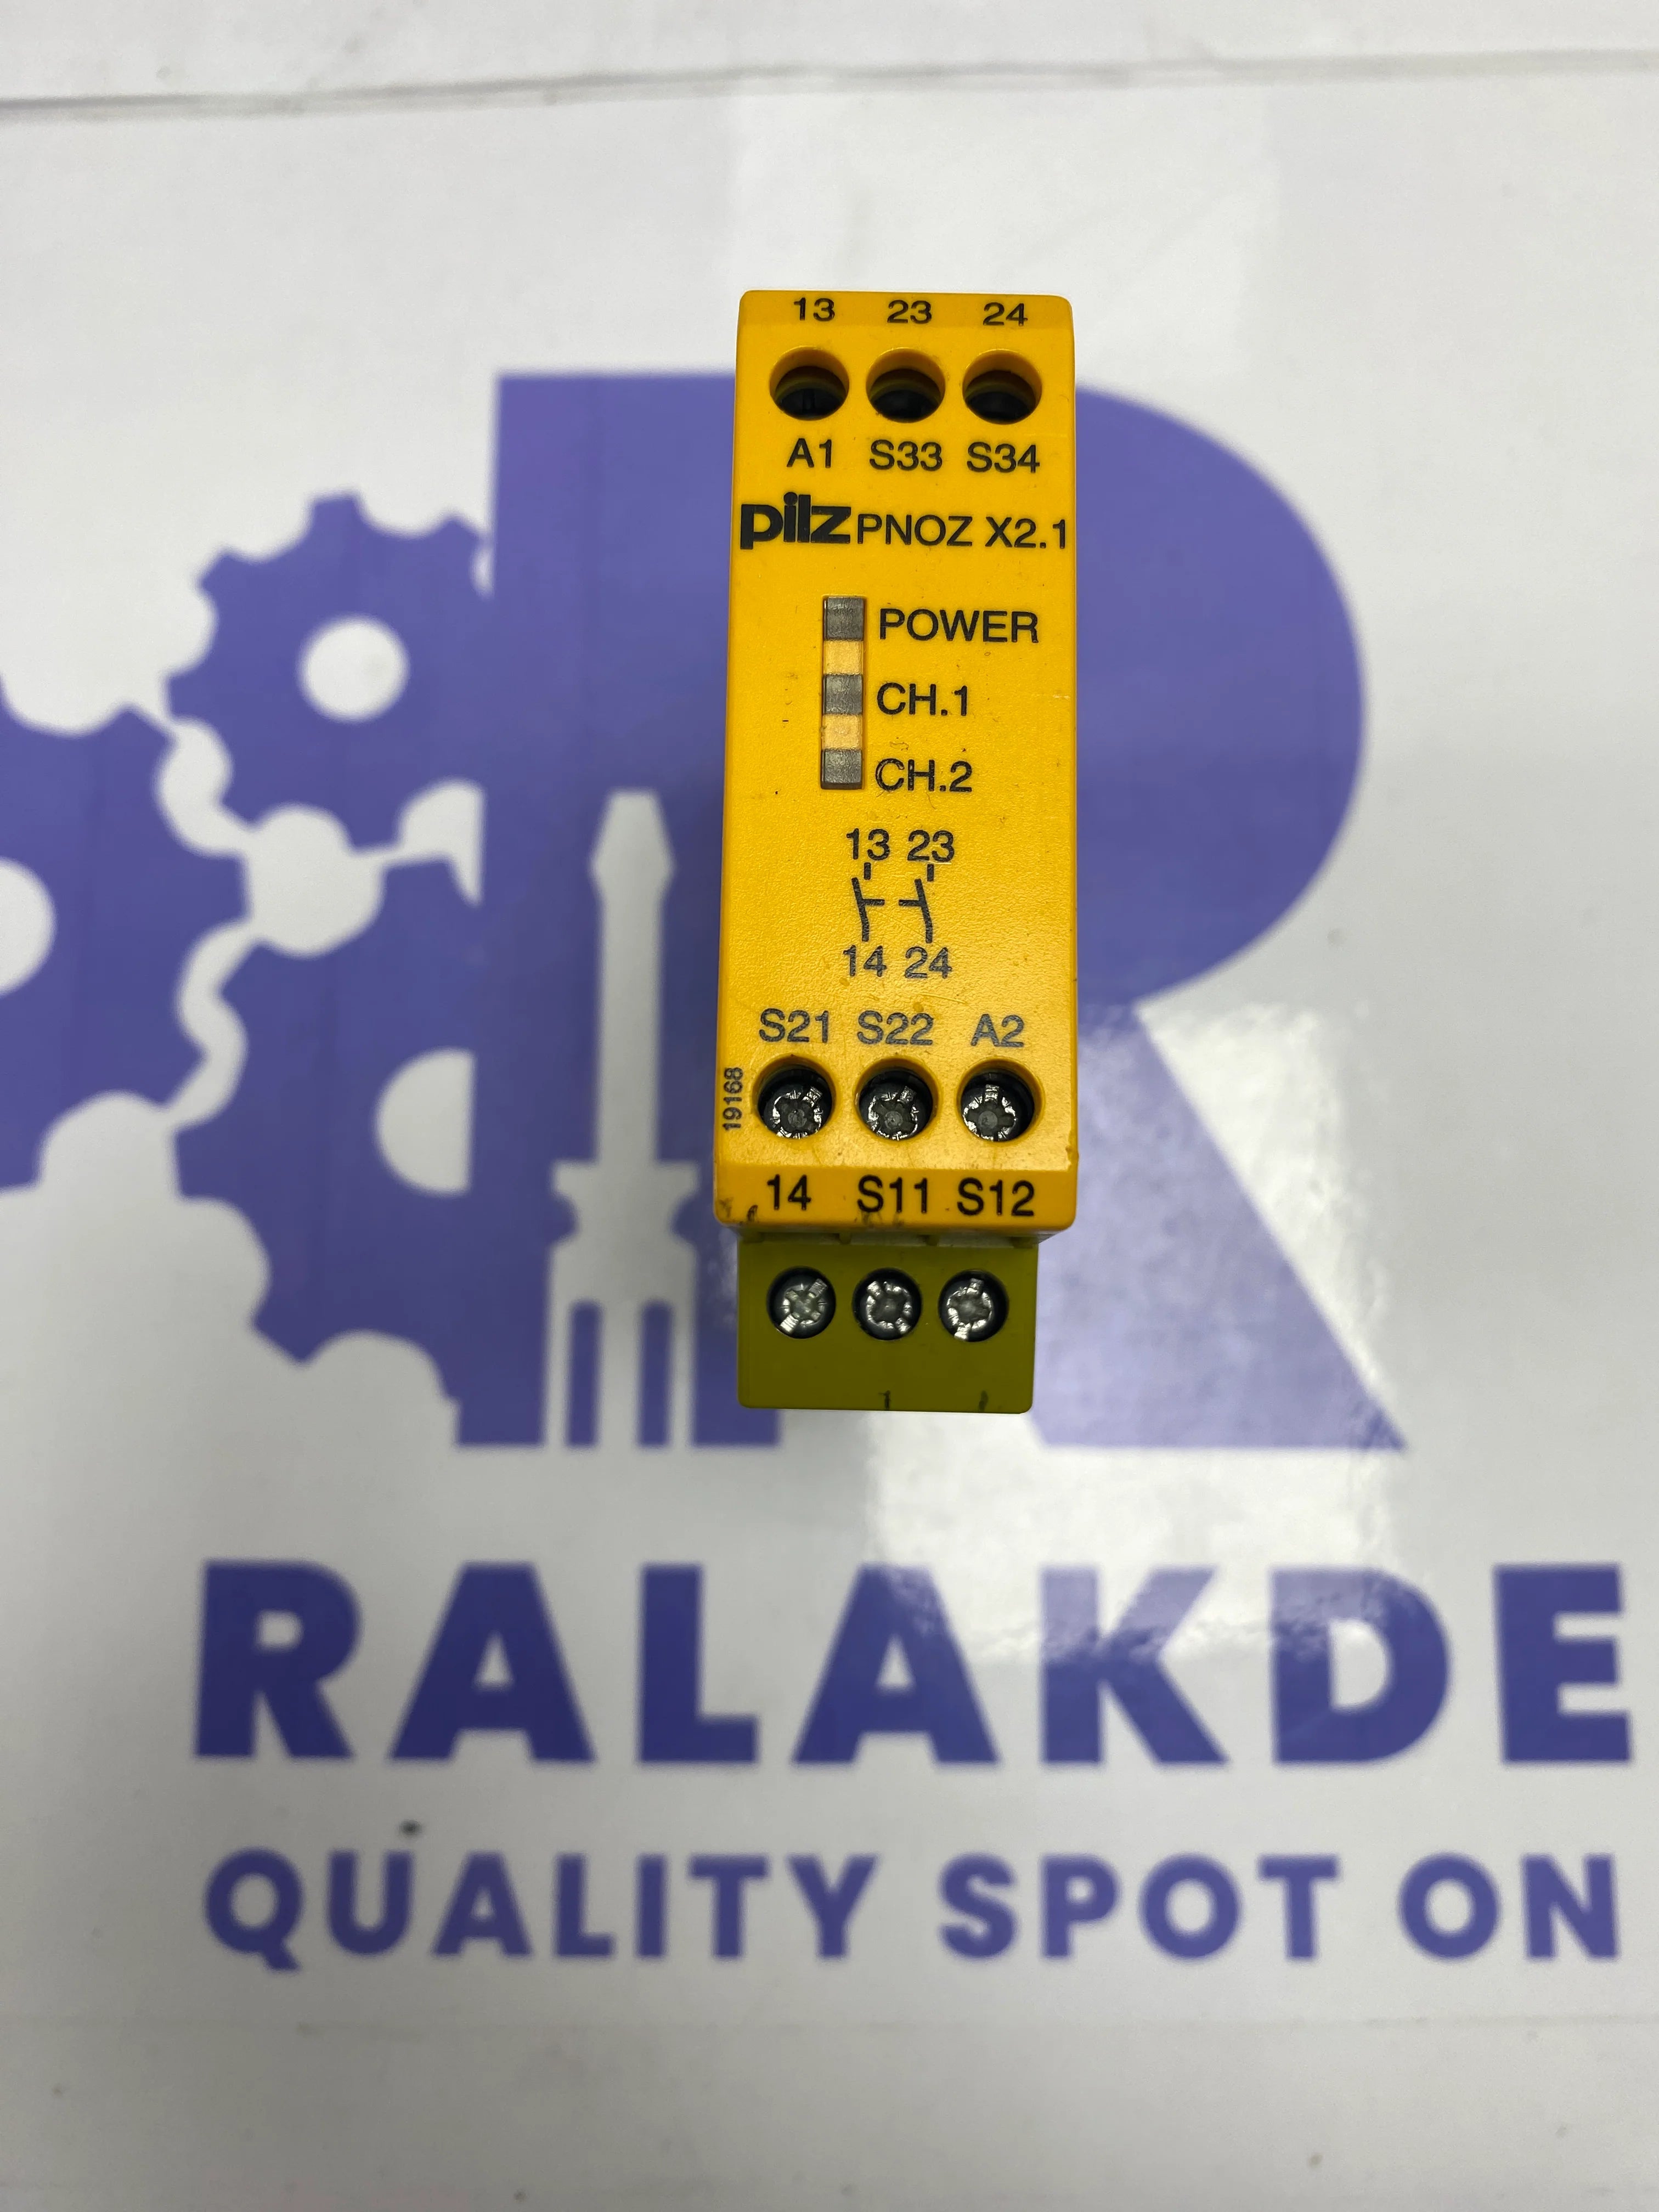 13 23 24
A1 S33 S34
pilz PNOZ X2.1
POWER
CH.1
CH.2
13 23
14 24
S21 S22 A2
19168
14 S11 S12
RALAKDE
QUALITY SPOT ON